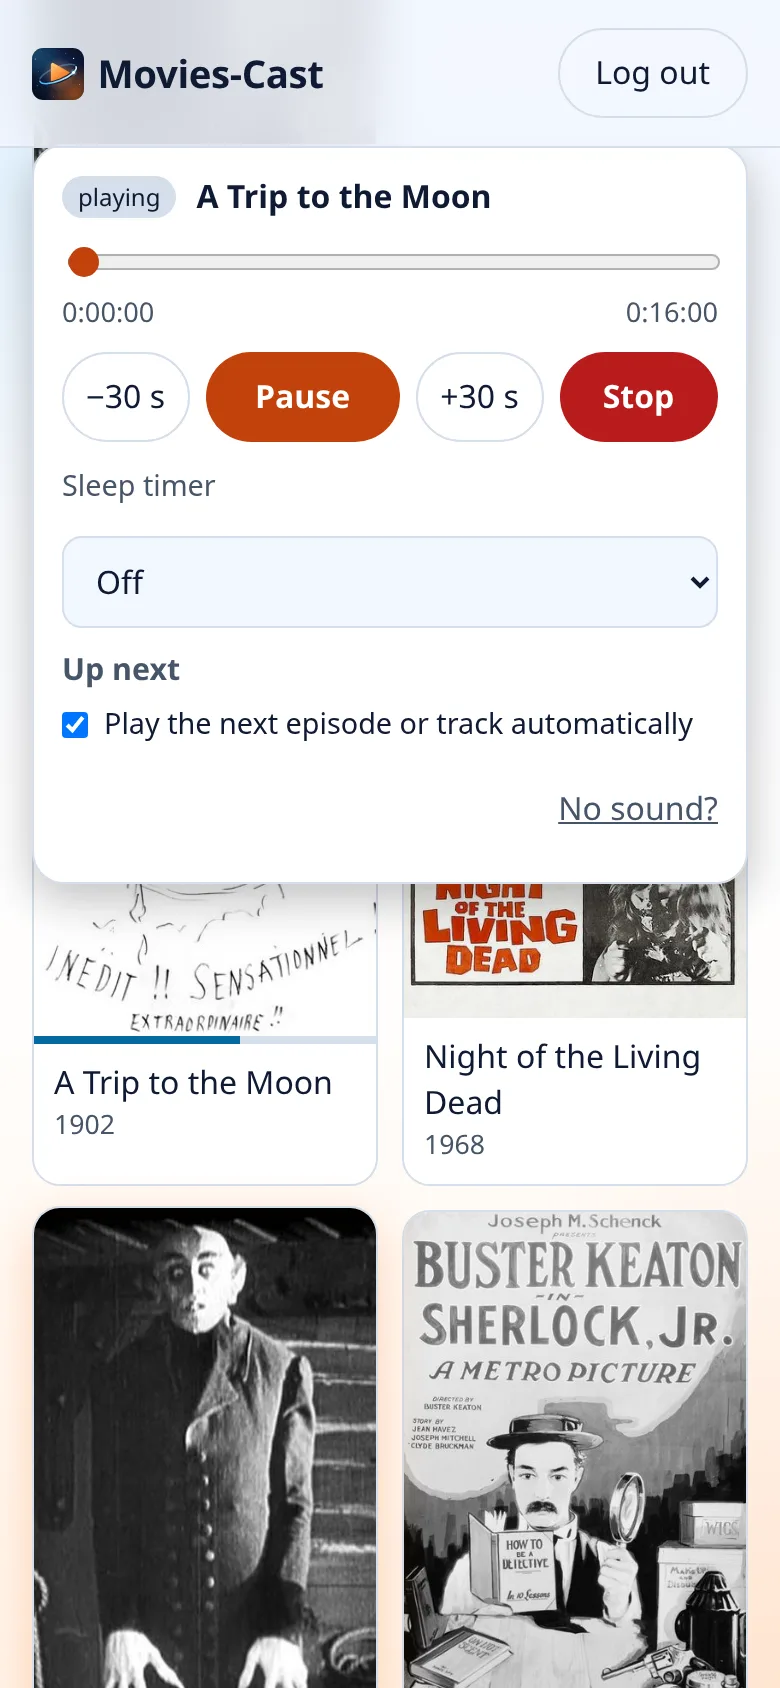 Movies-Cast
Log out
playing
A Trip to the Moon
0:00:00
0:16:00
−30 s
Pause
+30 s
Stop
Sleep timer
Off
Up next
Play the next episode or track automatically
No sound?
INEDIT !! SENSATIONNEL !
EXTRAORDINAIRE !!
A Trip to the Moon
1902
NIGHT
OF THE
LIVING
DEAD
Night of the Living
Dead
1968
Joseph M. Schenck
PRESENTS
BUSTER KEATON
-IN-
SHERLOCK, JR.
A METRO PICTURE
DIRECTED BY
BUSTER KEATON
STORY BY
JEAN HAVEZ
JOSEPH MITCHELL
CLYDE BRUCKMAN
HOW TO
BE A
DETECTIVE
In 10 Lessons
WIGS